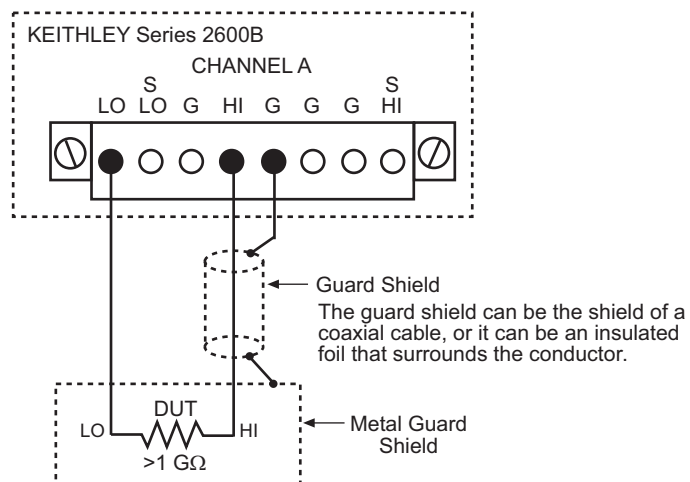 KEITHLEY Series 2600B
CHANNEL A
S S
LO LO G HI G G G HI
Guard Shield
The guard shield can be the shield of a
coaxial cable, or it can be an insulated
foil that surrounds the conductor.
DUT
LO HI
>1 GΩ
Metal Guard
Shield